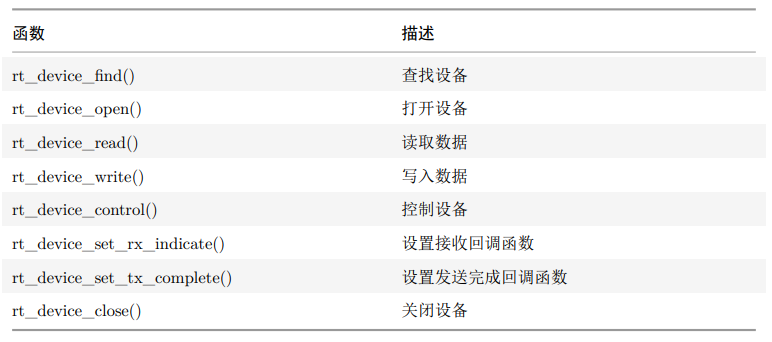 函数 描述
rt_device_find() 查找设备
rt_device_open() 打开设备
rt_device_read() 读取数据
rt_device_write() 写入数据
rt_device_control() 控制设备
rt_device_set_rx_indicate() 设置接收回调函数
rt_device_set_tx_complete() 设置发送完成回调函数
rt_device_close() 关闭设备